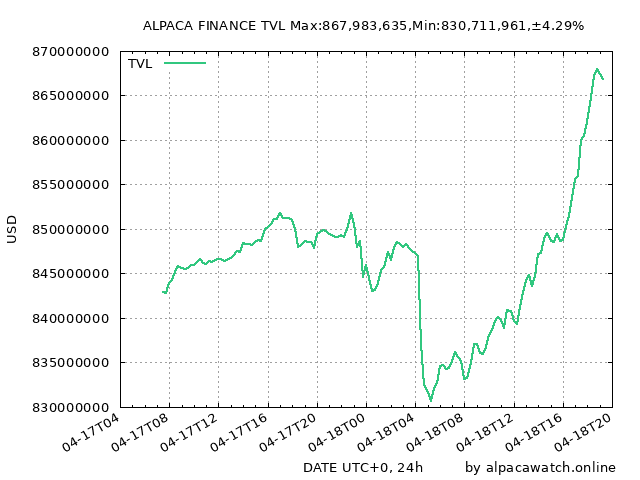 ALPACA FINANCE TVL Max:867,983,635,Min:830,711,961,±4.29%
870000000
TVL
865000000
860000000
855000000
850000000
845000000
840000000
835000000
830000000
USD
04-17T04 04-17T08 04-17T12 04-17T16 04-17T20 04-18T00 04-18T04 04-18T08 04-18T12 04-18T16 04-18T20
DATE UTC+0, 24h by alpacawatch.online